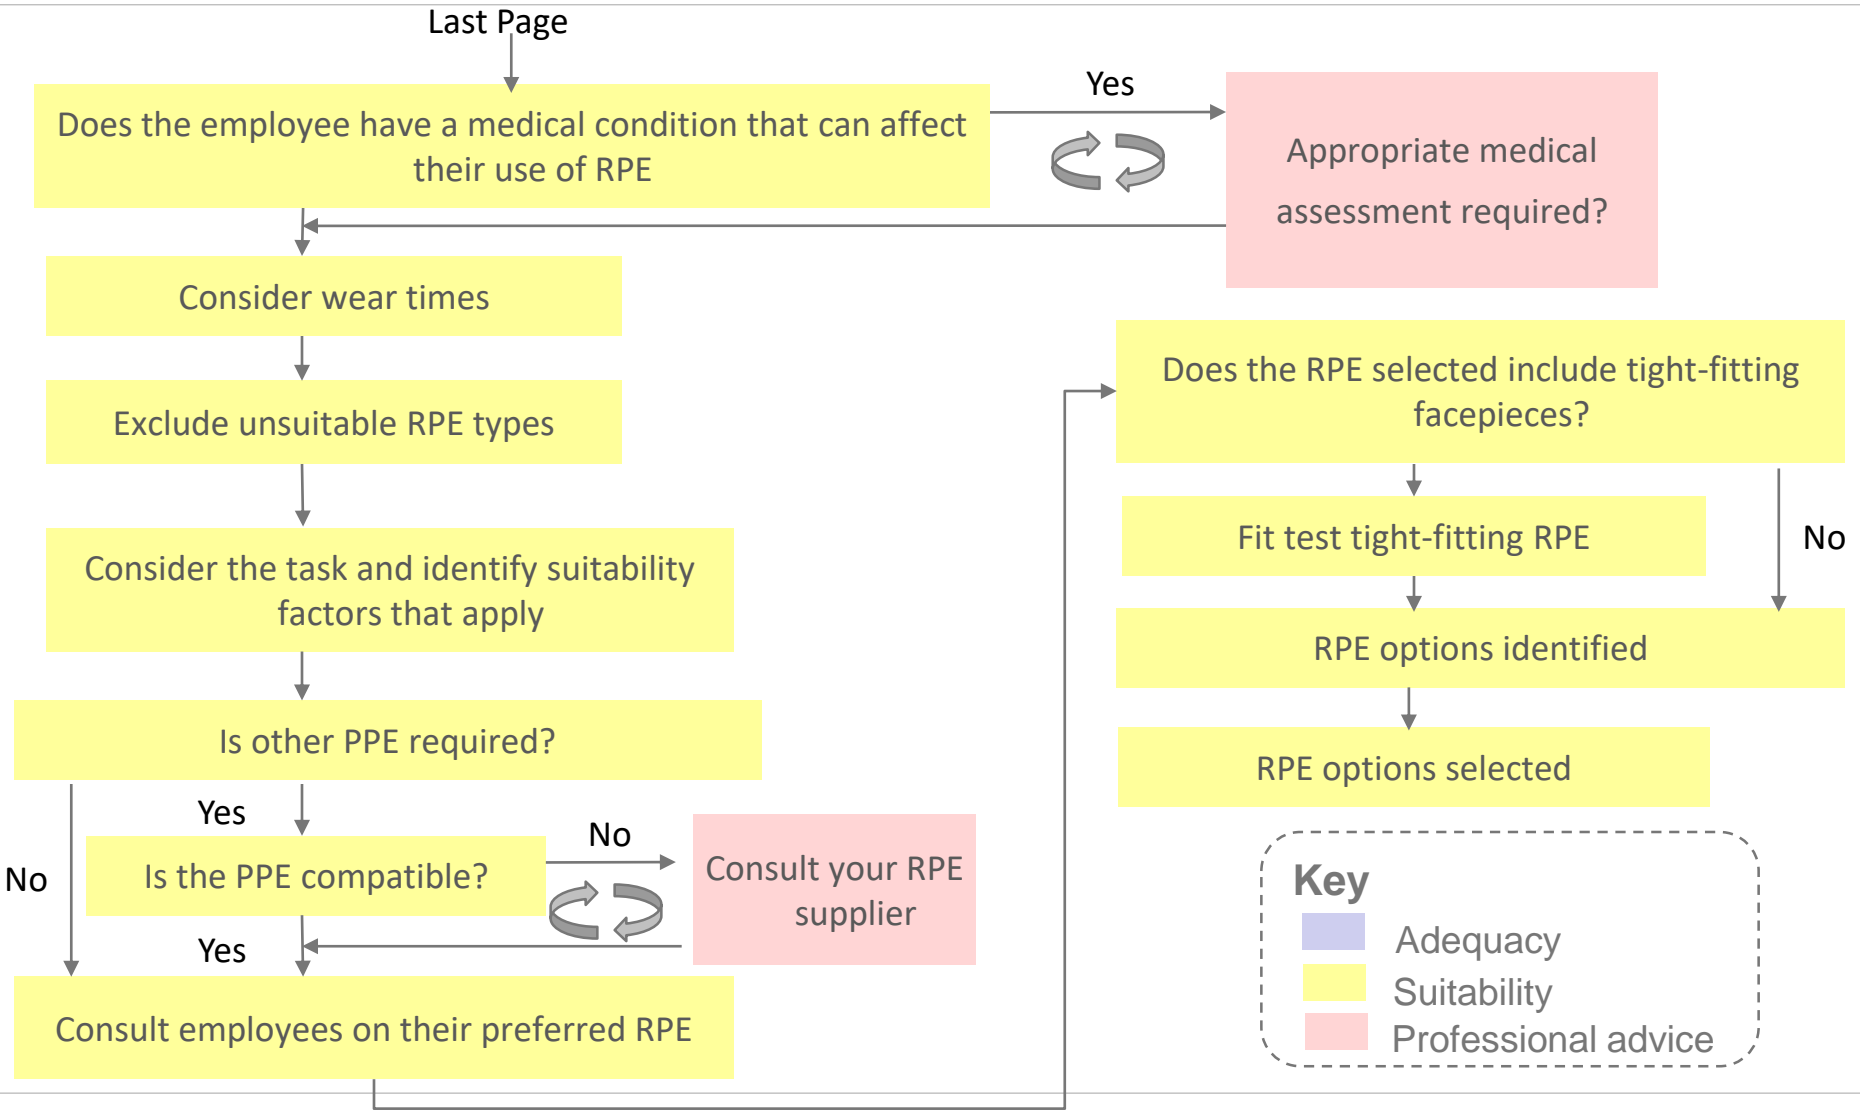 Last Page
Does the employee have a medical condition that can affect
their use of RPE
Yes
Appropriate medical
assessment required?
Consider wear times
Exclude unsuitable RPE types
Consider the task and identify suitability
factors that apply
Is other PPE required?
Yes
No
Is the PPE compatible?
No
Consult your RPE
supplier
Yes
Consult employees on their preferred RPE
Does the RPE selected include tight-fitting
facepieces?
Fit test tight-fitting RPE
No
RPE options identified
RPE options selected
Key
Adequacy
Suitability
Professional advice